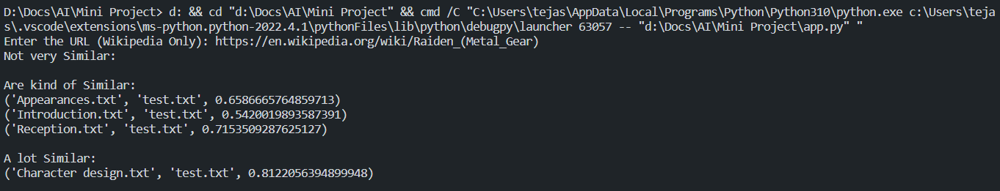 D:\Docs\AI\Mini Project> d: && cd "d:\Docs\AI\Mini Project" && cmd /C "C:\Users\tejas\AppData\Local\Programs\Python\Python310\python.exe c:\Users\teja
s\.vscode\extensions\ms-python.python-2022.4.1\pythonFiles\lib\python\debugpy\launcher 63057 -- "d:\Docs\AI\Mini Project\app.py" "
Enter the URL (Wikipedia Only): https://en.wikipedia.org/wiki/Raiden_(Metal_Gear)
Not very Similar:

Are kind of Similar:
('Appearances.txt', 'test.txt', 0.6586665764859713)
('Introduction.txt', 'test.txt', 0.5420019893587391)
('Reception.txt', 'test.txt', 0.7153509287625127)

A lot Similar:
('Character design.txt', 'test.txt', 0.8122056394899948)